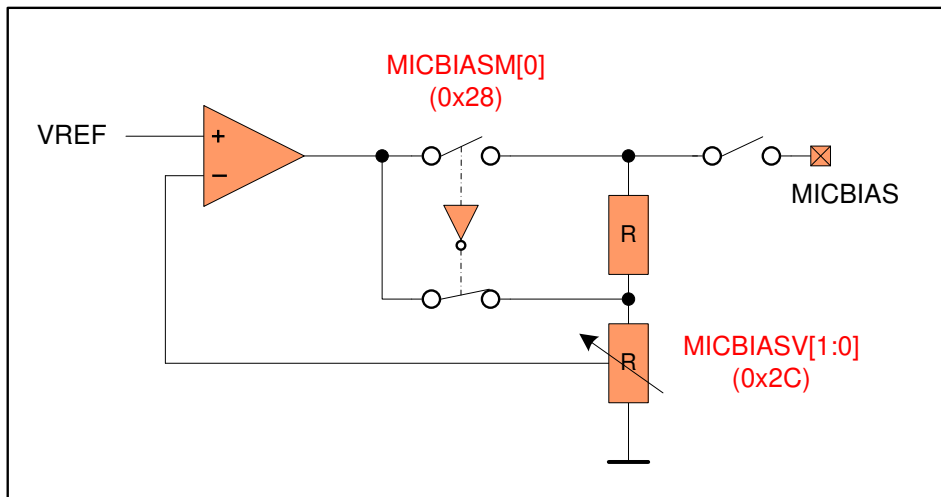 MICBIASM[0]
(0x28)
VREF
+
−
MICBIAS
R
R
MICBIASV[1:0]
(0x2C)